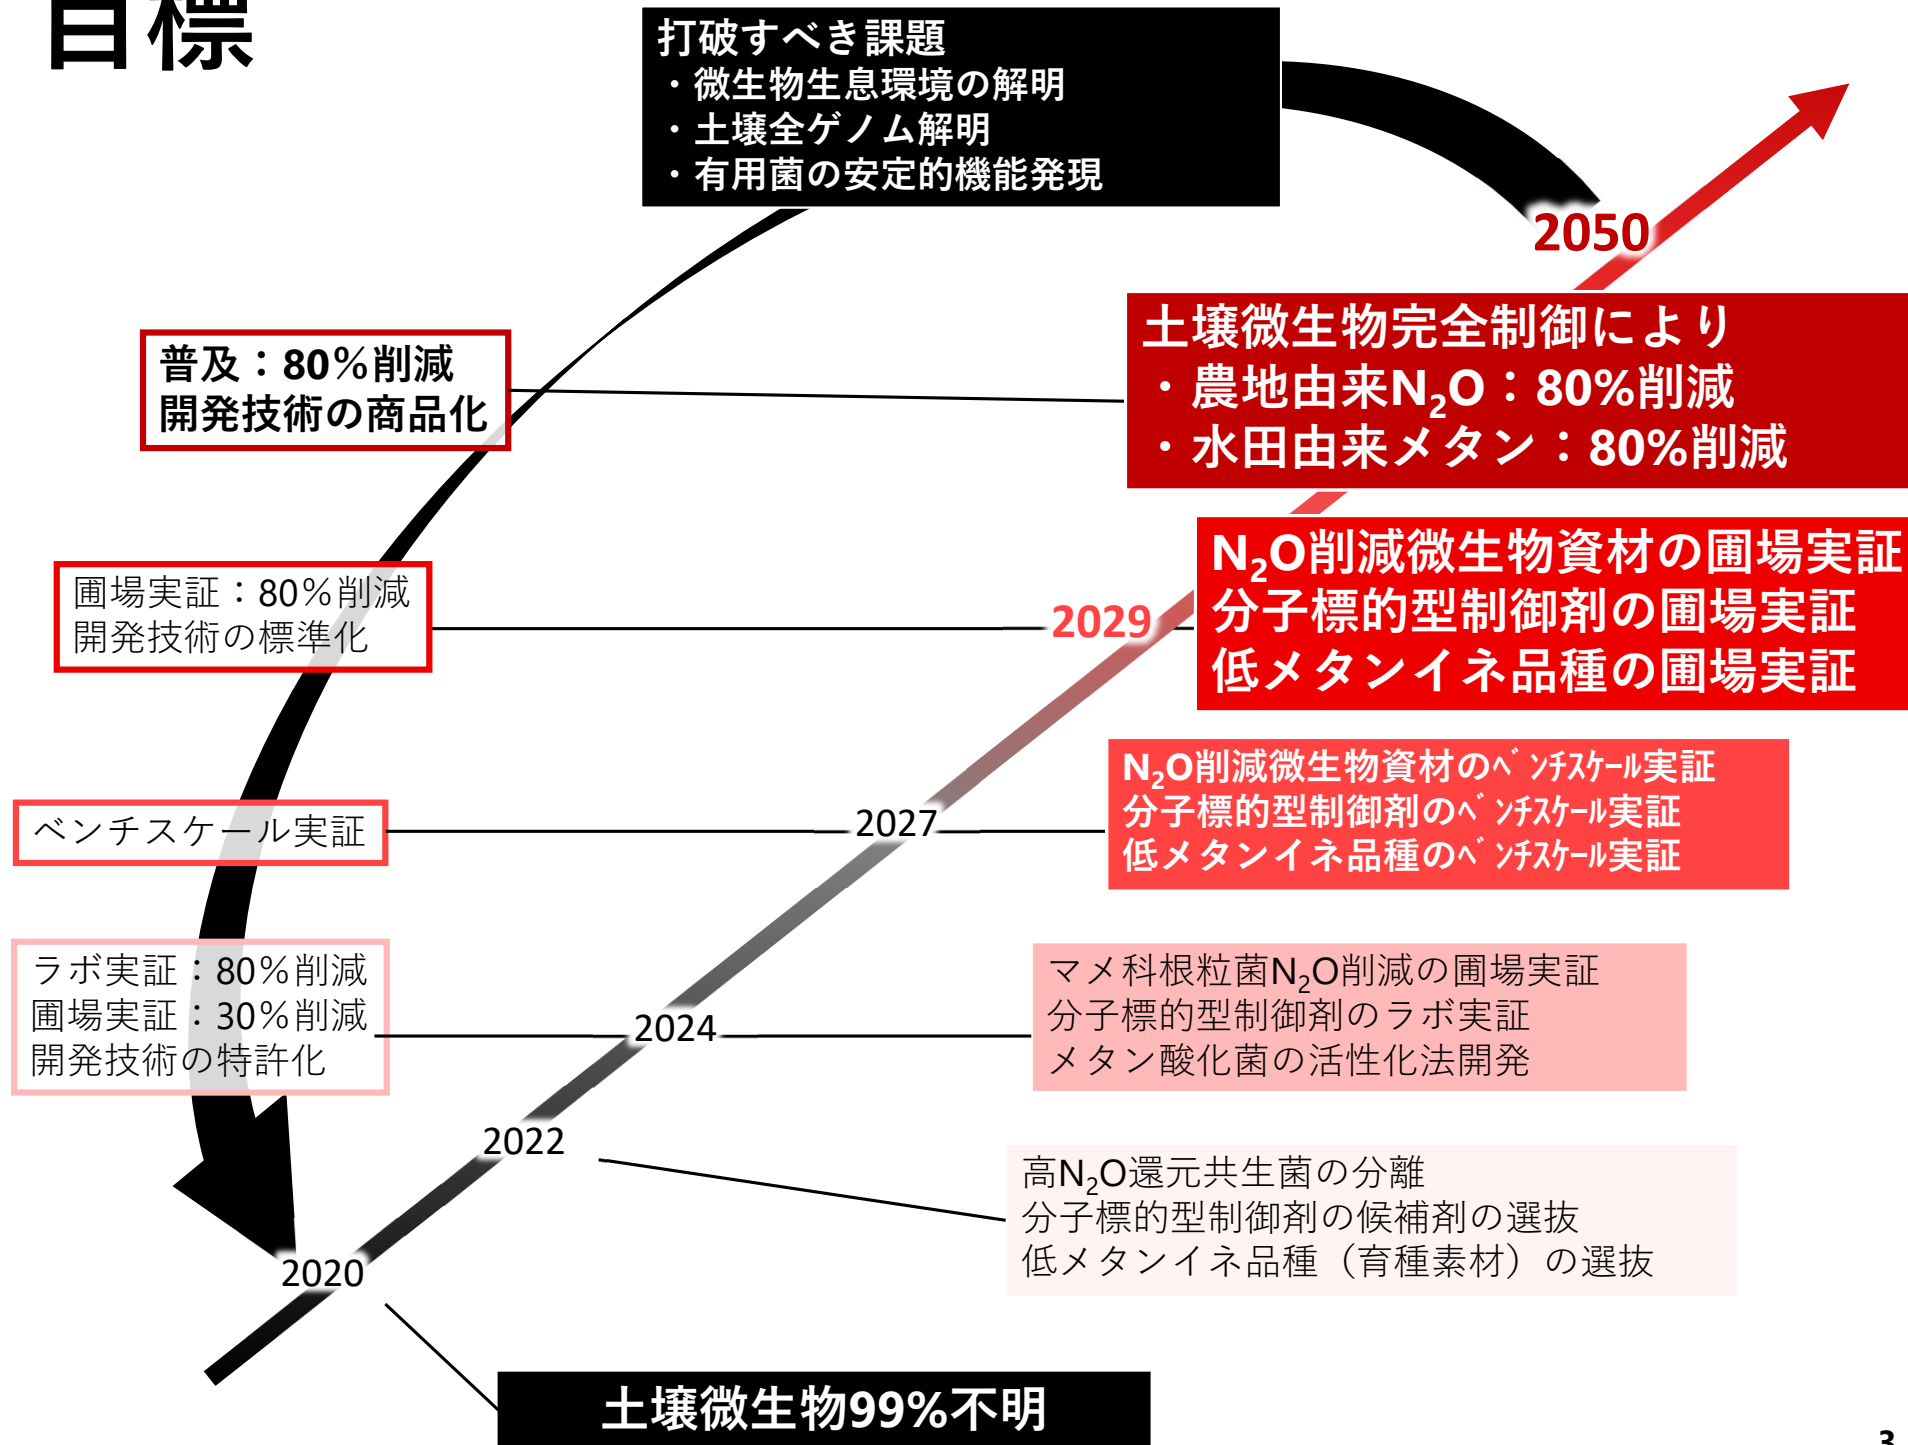 目標
打破すべき課題
・微生物生息環境の解明
・土壌全ゲノム解明
・有用菌の安定的機能発現
2050
土壌微生物完全制御により
・農地由来N₂O：80%削減
・水田由来メタン：80%削減
普及：80％削減
開発技術の商品化
N₂O削減微生物資材の圃場実証
分子標的型制御剤の圃場実証
低メタンイネ品種の圃場実証
2029
圃場実証：80％削減
開発技術の標準化
N₂O削減微生物資材のﾍﾞﾝﾁｽｹｰﾙ実証
分子標的型制御剤のﾍﾞﾝﾁｽｹｰﾙ実証
低メタンイネ品種のﾍﾞﾝﾁｽｹｰﾙ実証
2027
ベンチスケール実証
マメ科根粒菌N₂O削減の圃場実証
分子標的型制御剤のラボ実証
メタン酸化菌の活性化法開発
2024
ラボ実証：80％削減
圃場実証：30％削減
開発技術の特許化
2022
高N₂O還元共生菌の分離
分子標的型制御剤の候補剤の選抜
低メタンイネ品種（育種素材）の選抜
2020
土壌微生物99%不明
3